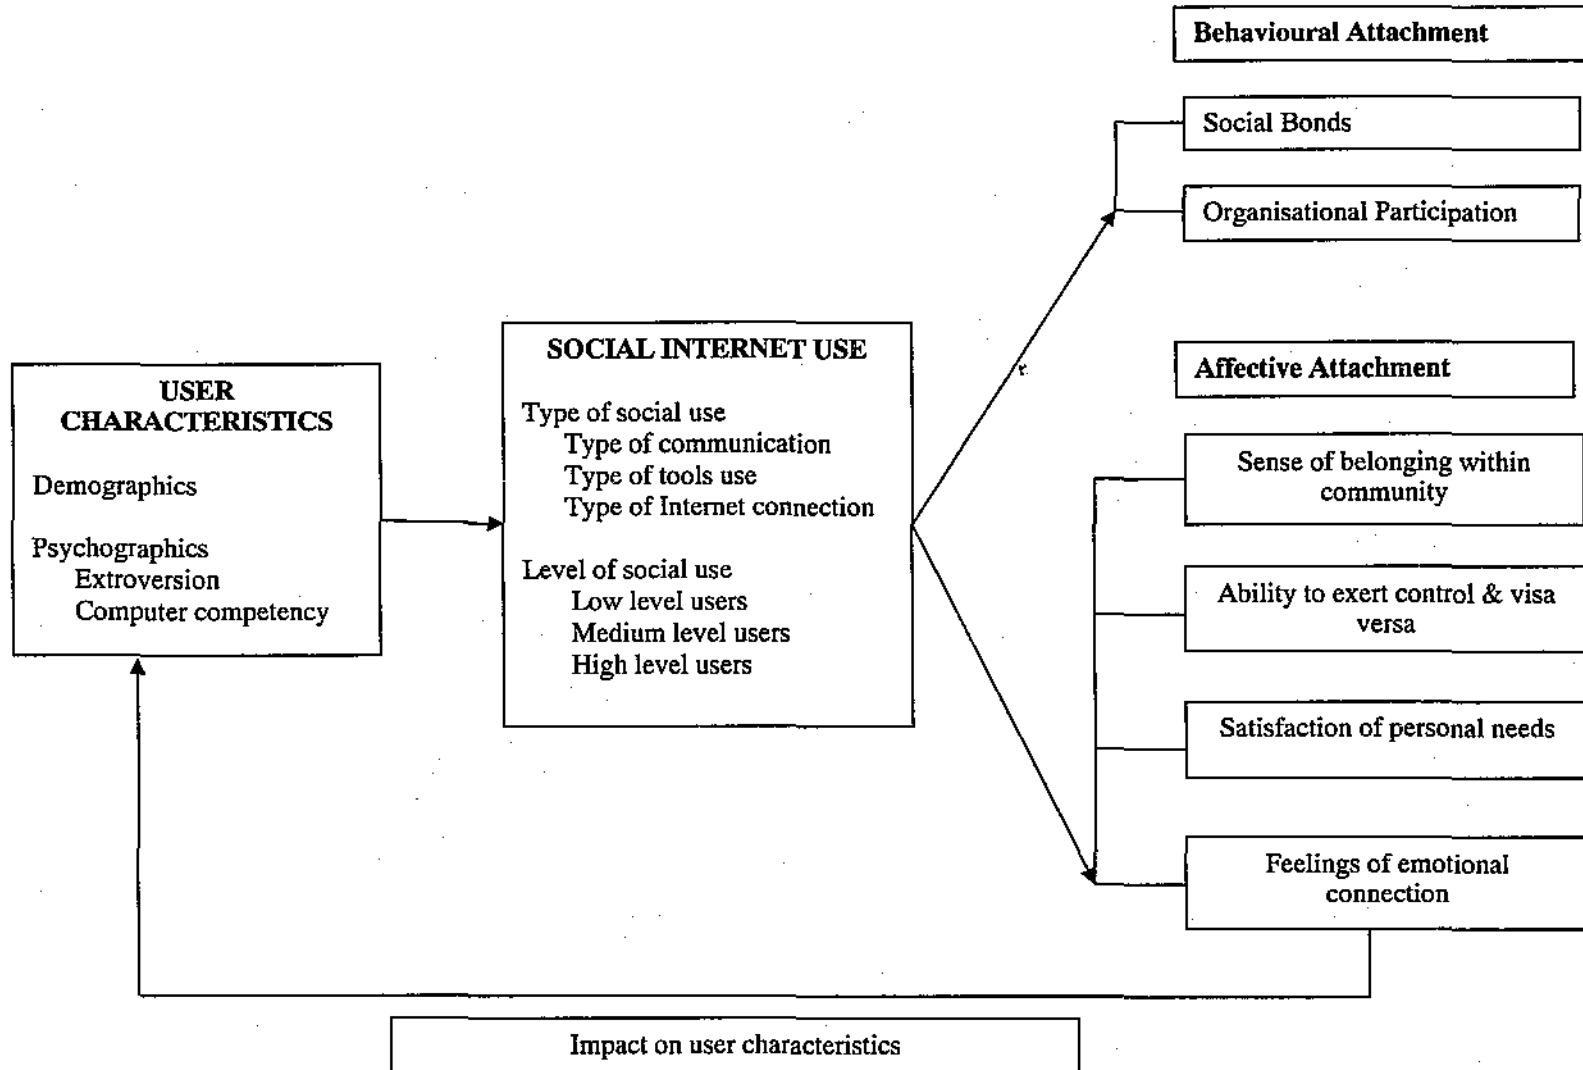 USER
CHARACTERISTICS
Demographics
Psychographics
Extroversion
Computer competency
SOCIAL INTERNET USE
Type of social use
Type of communication
Type of tools use
Type of Internet connection
Level of social use
Low level users
Medium level users
High level users
Behavioural Attachment
Social Bonds
Organisational Participation
Affective Attachment
Sense of belonging within
community
Ability to exert control & visa
versa
Satisfaction of personal needs
Feelings of emotional
connection
Impact on user characteristics